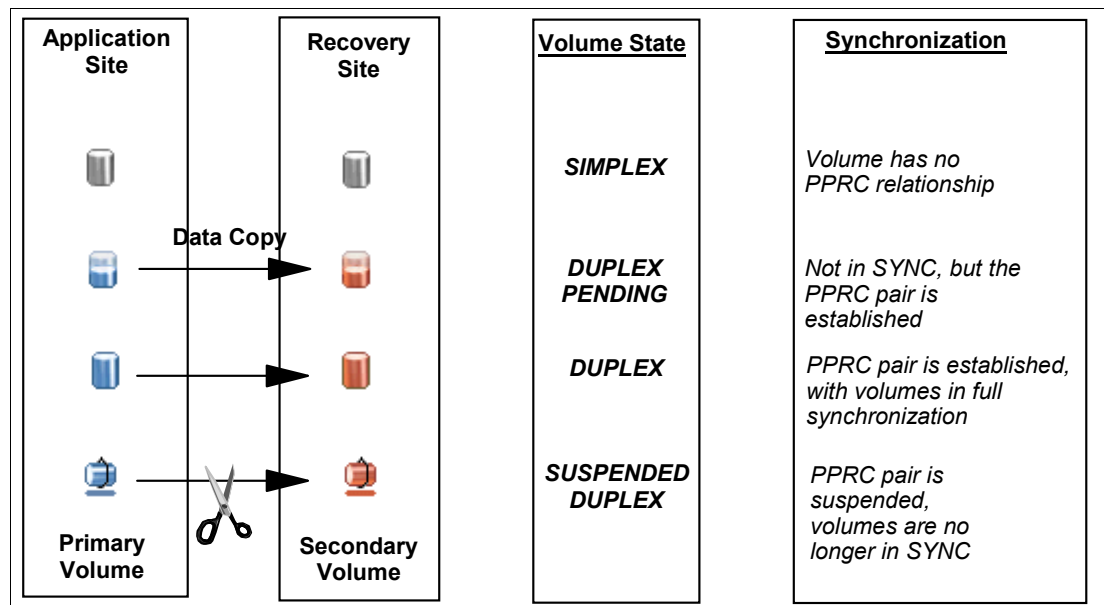 Application
Site
Recovery
Site
Volume State
Synchronization
SIMPLEX
Volume has no
PPRC relationship
Data Copy
DUPLEX
PENDING
Not in SYNC, but the
PPRC pair is
established
DUPLEX
PPRC pair is established,
with volumes in full
synchronization
SUSPENDED
DUPLEX
PPRC pair is
suspended,
volumes are no
longer in SYNC
Primary
Volume
Secondary
Volume